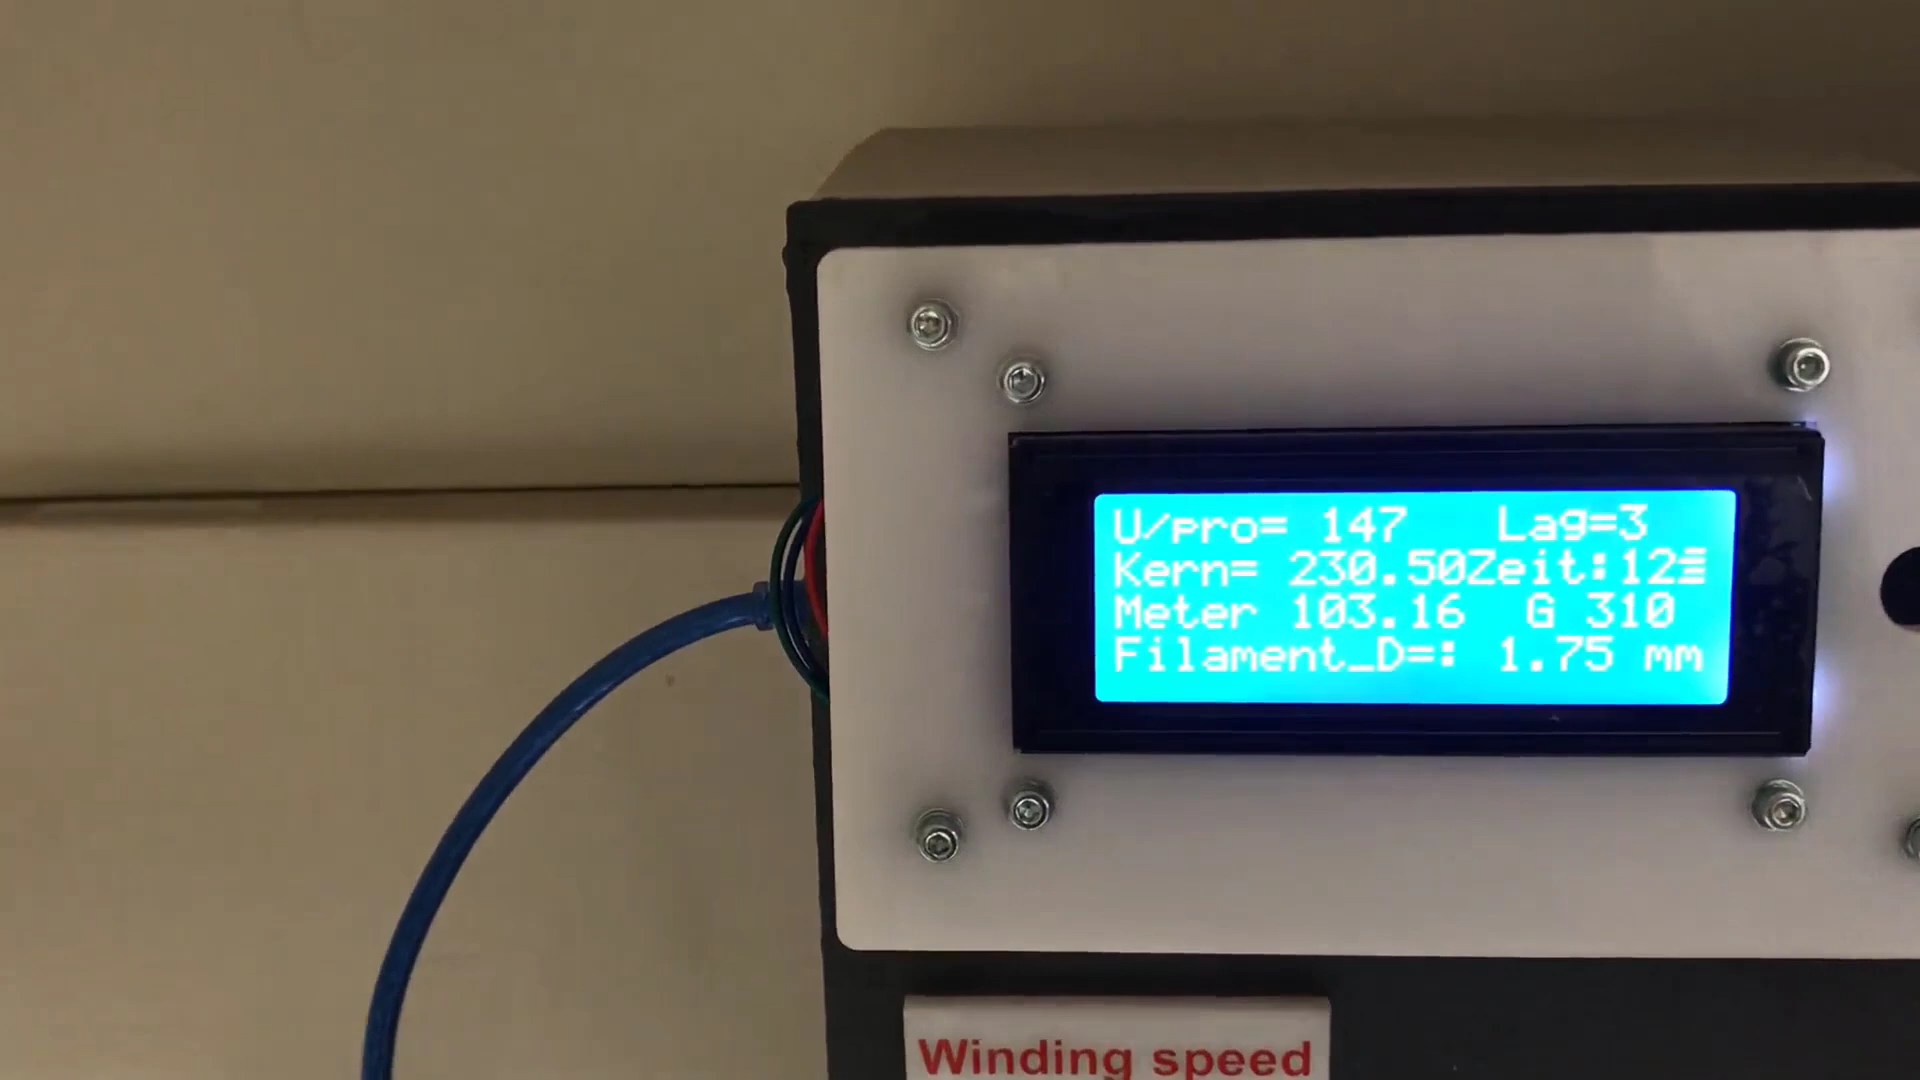 U/pro= 147 Lag=3
Kern= 230.50Zeit:12
Meter 103.16 G 310
Filament_D=: 1.75 mm
Winding speed